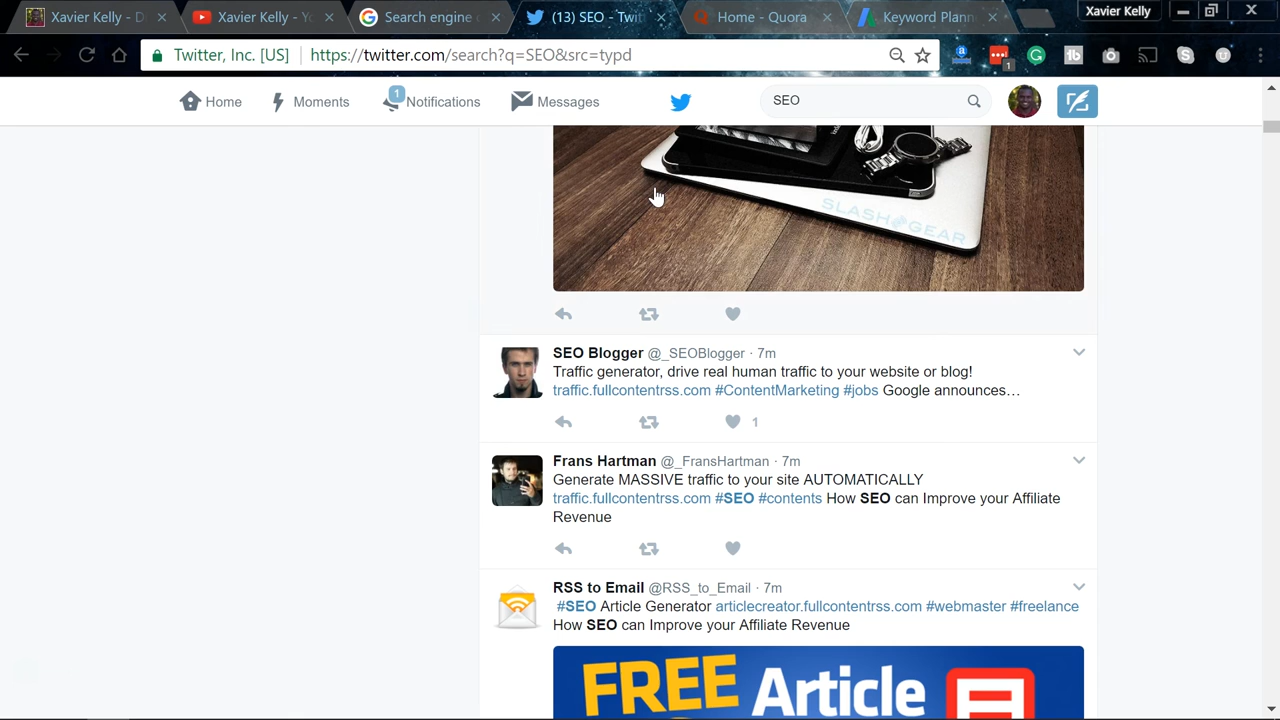 Xavier Kelly - D
Xavier Kelly - Yo
Search engine
(13) SEO - Twit
Home - Quora
Keyword Plann
Xavier Kelly
Twitter, Inc. [US]
https://twitter.com/search?q=SEO&src=typd
1
Home
Moments
1
Notifications
Messages
SEO
SLASHGEAR
SEO Blogger @_SEOBlogger · 7m
Traffic generator, drive real human traffic to your website or blog!
traffic.fullcontentrss.com #ContentMarketing #jobs Google announces…
1
Frans Hartman @_FransHartman · 7m
Generate MASSIVE traffic to your site AUTOMATICALLY
traffic.fullcontentrss.com #SEO #contents How SEO can Improve your Affiliate
Revenue
RSS to Email @RSS_to_Email · 7m
#SEO Article Generator articlecreator.fullcontentrss.com #webmaster #freelance
How SEO can Improve your Affiliate Revenue
FREE Article